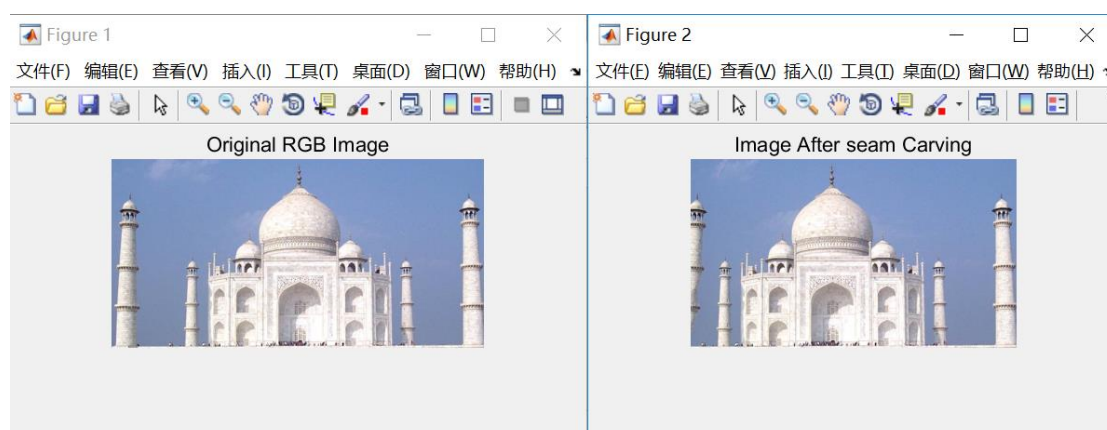 Figure 1
文件(F) 编辑(E) 查看(V) 插入(I) 工具(T) 桌面(D) 窗口(W) 帮助(H)
Original RGB Image
Figure 2
文件(F) 编辑(E) 查看(V) 插入(I) 工具(T) 桌面(D) 窗口(W) 帮助(H)
Image After seam Carving